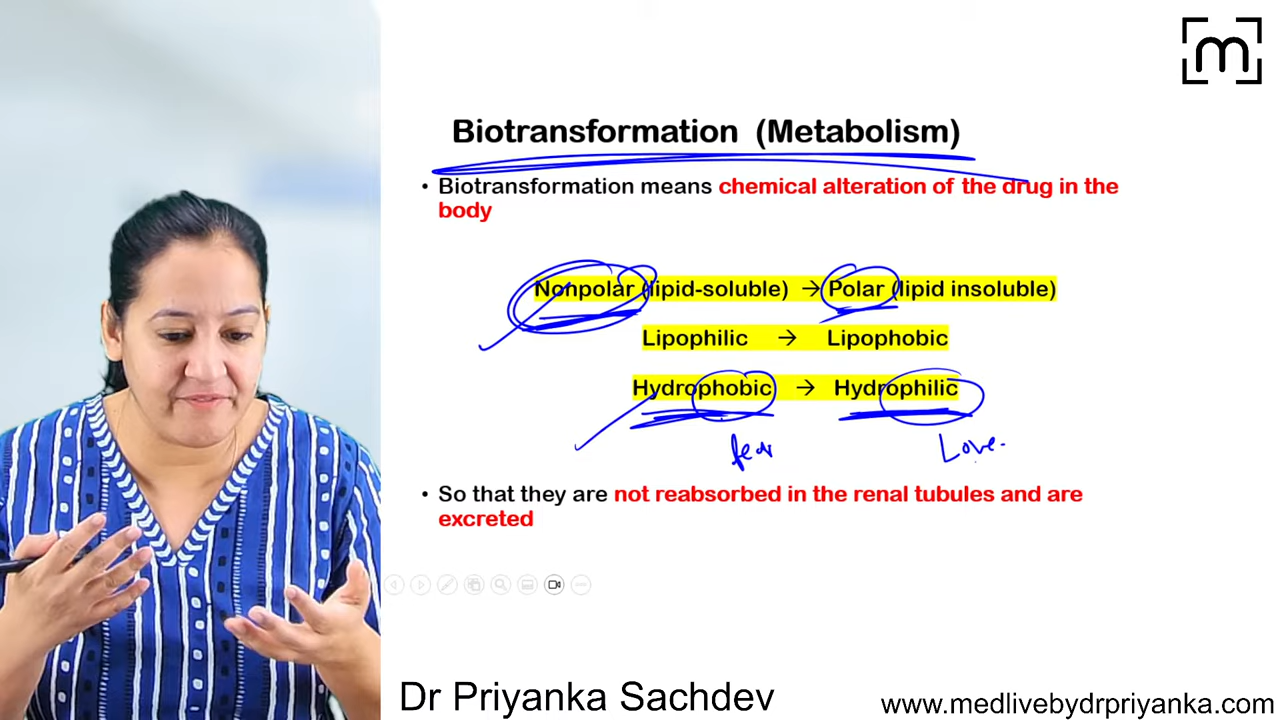 m
Biotransformation (Metabolism)
• Biotransformation means chemical alteration of the drug in the
body
Nonpolar (lipid-soluble) → Polar (lipid insoluble)
Lipophilic → Lipophobic
Hydrophobic → Hydrophilic
fear Love.
• So that they are not reabsorbed in the renal tubules and are
excreted
Dr Priyanka Sachdev
www.medlivebydrpriyanka.com